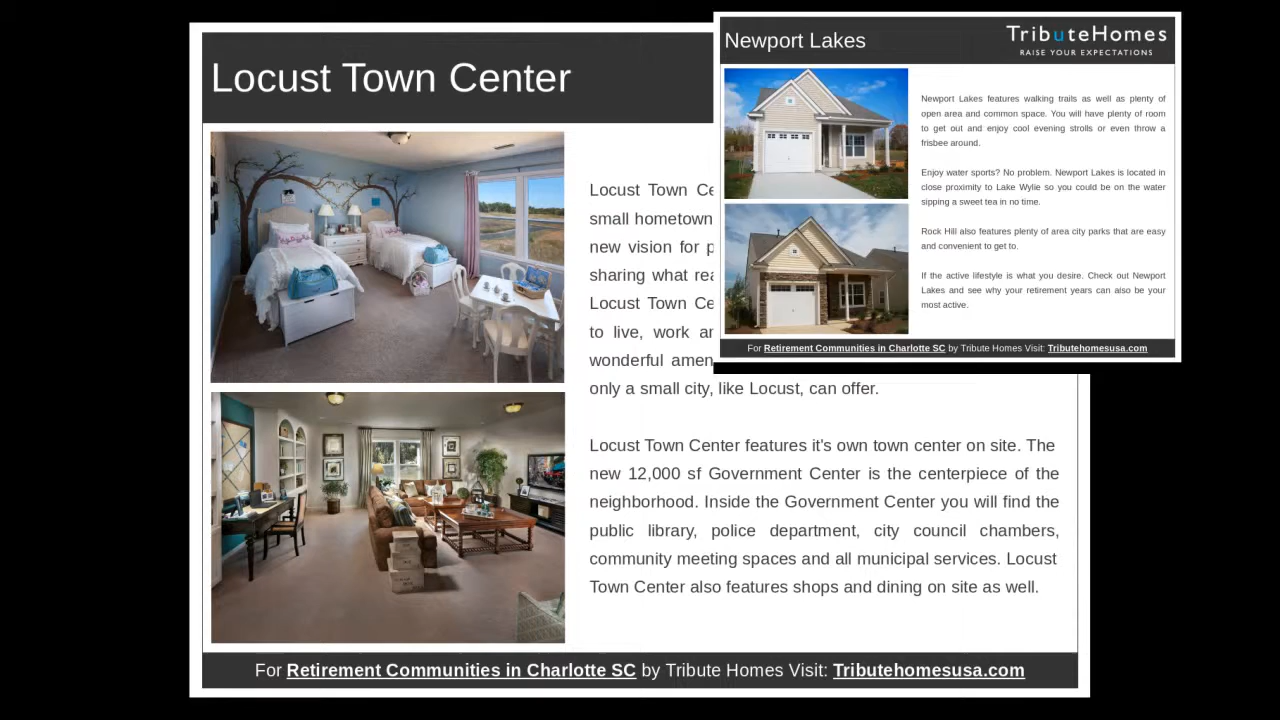 Locust Town Center
Locust Town
small hometown
new vision for
sharing what
Locust Town
to live, work
wonderful
only a small city, like Locust, can offer.
Locust Town Center features it's own town center on site. The
new 12,000 sf Government Center is the centerpiece of the
neighborhood. Inside the Government Center you will find the
public library, police department, city council chambers,
community meeting spaces and all municipal services. Locust
Town Center also features shops and dining on site as well.
For Retirement Communities in Charlotte SC by Tribute Homes Visit: Tributehomesusa.com
Newport Lakes
TributeHomes
RAISE YOUR EXPECTATIONS
Newport Lakes features walking trails as well as plenty of
open area and common space. You will have plenty of room
to get out and enjoy cool evening strolls or even throw a
frisbee around.
Enjoy water sports? No problem. Newport Lakes is located in
close proximity to Lake Wylie so you could be on the water
sipping a sweet tea in no time.
Rock Hill also features plenty of area city parks that are easy
and convenient to get to.
If the active lifestyle is what you desire. Check out Newport
Lakes and see why your retirement years can also be your
most active.
For Retirement Communities in Charlotte SC by Tribute Homes Visit: Tributehomesusa.com